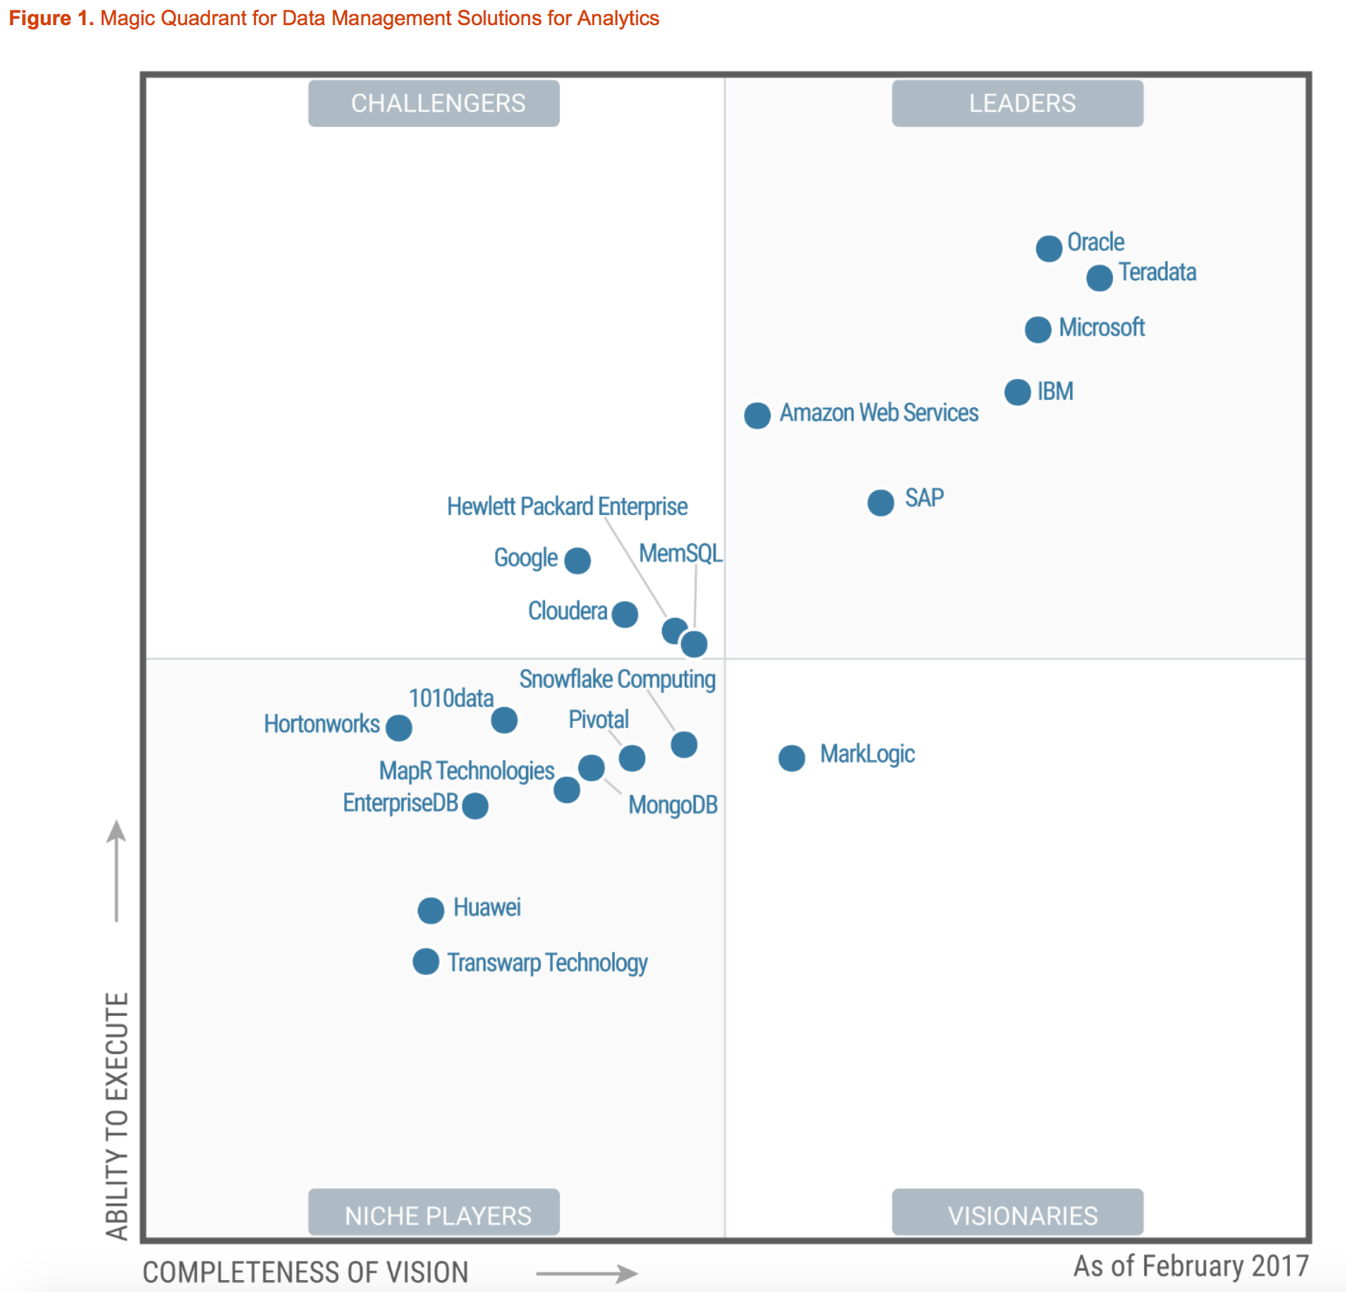 Figure 1. Magic Quadrant for Data Management Solutions for Analytics
CHALLENGERS
LEADERS
Oracle
Teradata
Microsoft
IBM
Amazon Web Services
SAP
Hewlett Packard Enterprise
Google
MemSQL
Cloudera
Snowflake Computing
1010data
Hortonworks
Pivotal
MarkLogic
MapR Technologies
EnterpriseDB
MongoDB
Huawei
Transwarp Technology
ABILITY TO EXECUTE
NICHE PLAYERS
VISIONARIES
COMPLETENESS OF VISION
As of February 2017